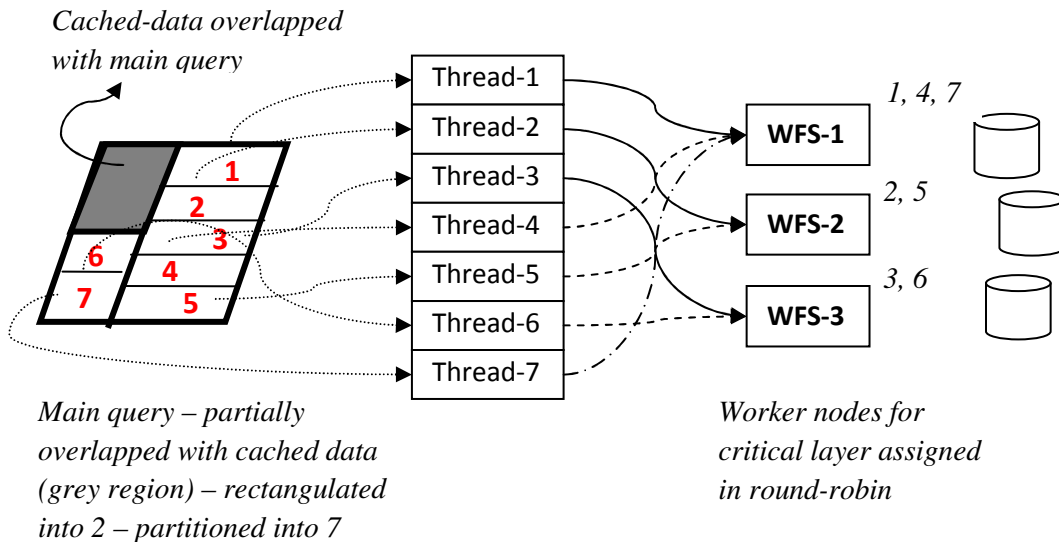 Cached-data overlapped
with main query
1
2
3
4
5
6
7
Thread-1
Thread-2
Thread-3
Thread-4
Thread-5
Thread-6
Thread-7
1, 4, 7
WFS-1
2, 5
WFS-2
3, 6
WFS-3
Main query – partially
overlapped with cached data
(grey region) – rectangulated
into 2 – partitioned into 7
Worker nodes for
critical layer assigned
in round-robin